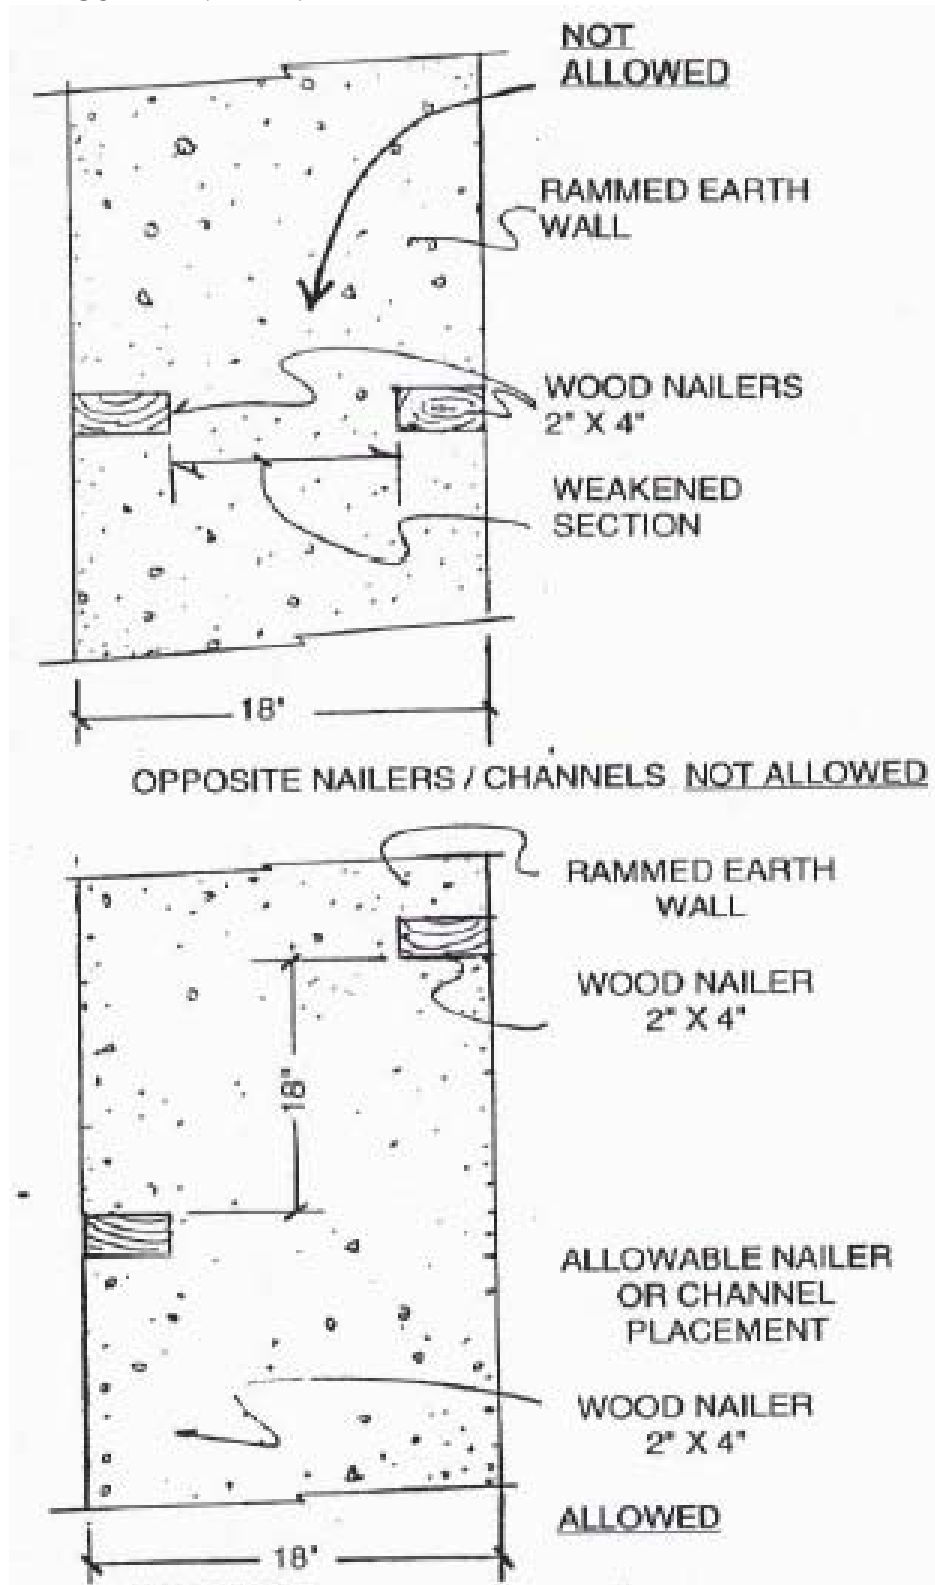 NOT
ALLOWED
RAMMED EARTH
WALL
WOOD NAILERS
2" X 4"
WEAKENED
SECTION
18"
OPPOSITE NAILERS / CHANNELS NOT ALLOWED
RAMMED EARTH
WALL
WOOD NAILER
2" X 4"
18"
ALLOWABLE NAILER
OR CHANNEL
PLACEMENT
WOOD NAILER
2" X 4"
ALLOWED
18"